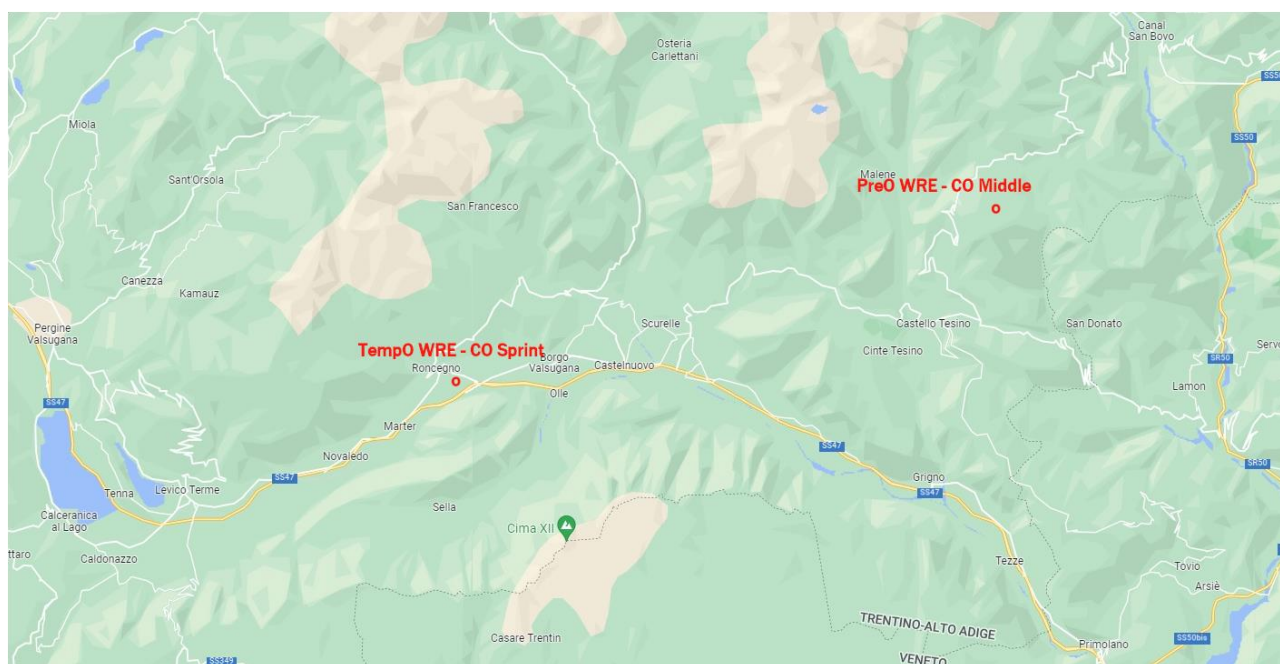 Canal
San Bovo
Osteria
Carlettani
SS50
Miola
SS50
Sant'Orsola
Malene
PreO WRE - CO Middle
San Francesco
Canezza
Kamauz
Pergine
Valsugana
Scurelle
Castello Tesino
San Donato
TempO WRE - CO Sprint
Borgo
Valsugana
Cinte Tesino
Servo
Roncegno
Castelnuovo
SR50
Olle
Lamon
SS47
Marter
SS47
Novaledo
SR50
SS47
Grigno
SS47
Tenna
Levico Terme
Sella
Calceranica
al Lago
Cima XII
ttaro
Caldonazzo
Tezze
Tovio
Arsiè
TRENTINO-ALTO ADIGE
Casare Trentin
SS50bis
Primolano
VENETO
SS349